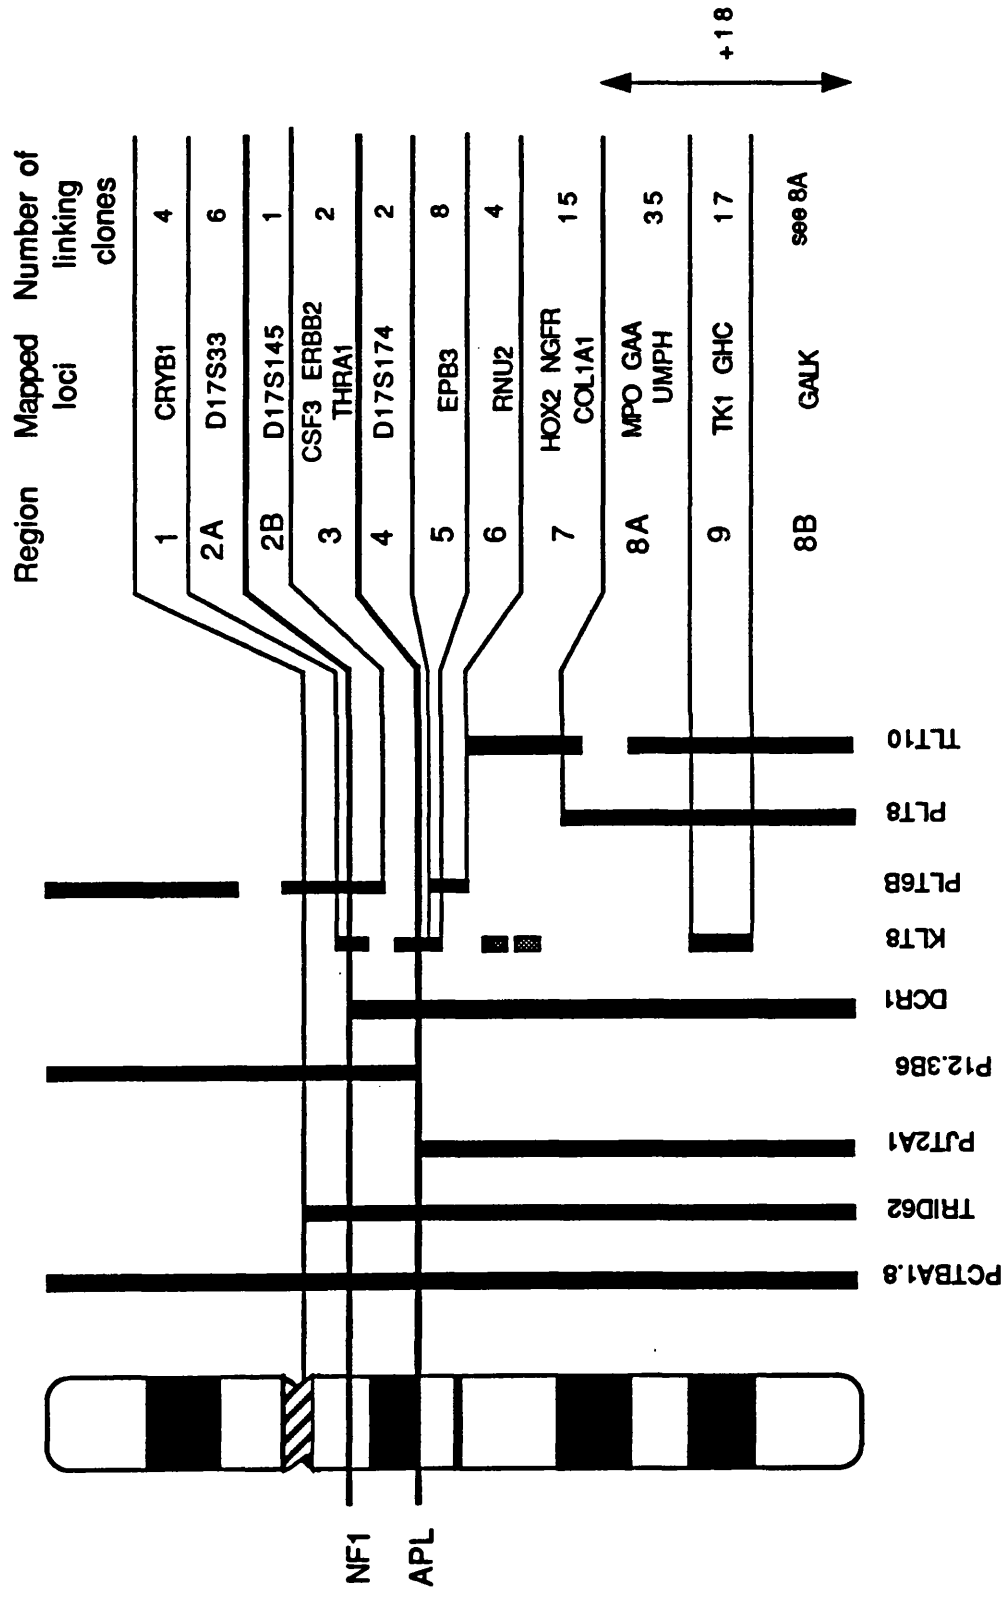 Region Mapped Number of
loci linking
clones
1 CRYB1 4
2A D17S33 6
2B D17S145 1
3 CSF3 ERBB2 2
THRA1
4 D17S174 2
5 EPB3 8
6 RNU2 4
7 HOX2 NGFR 15
COL1A1
8A MPO GAA 35
UMPH
9 TK1 GHC 17
8B GALK see 8A
+18
NF1
APL
PCTBA1.8
TRID62
PJT2A1
P12.3B6
DCR1
KLT8
PLT6B
PLT8
TLT10